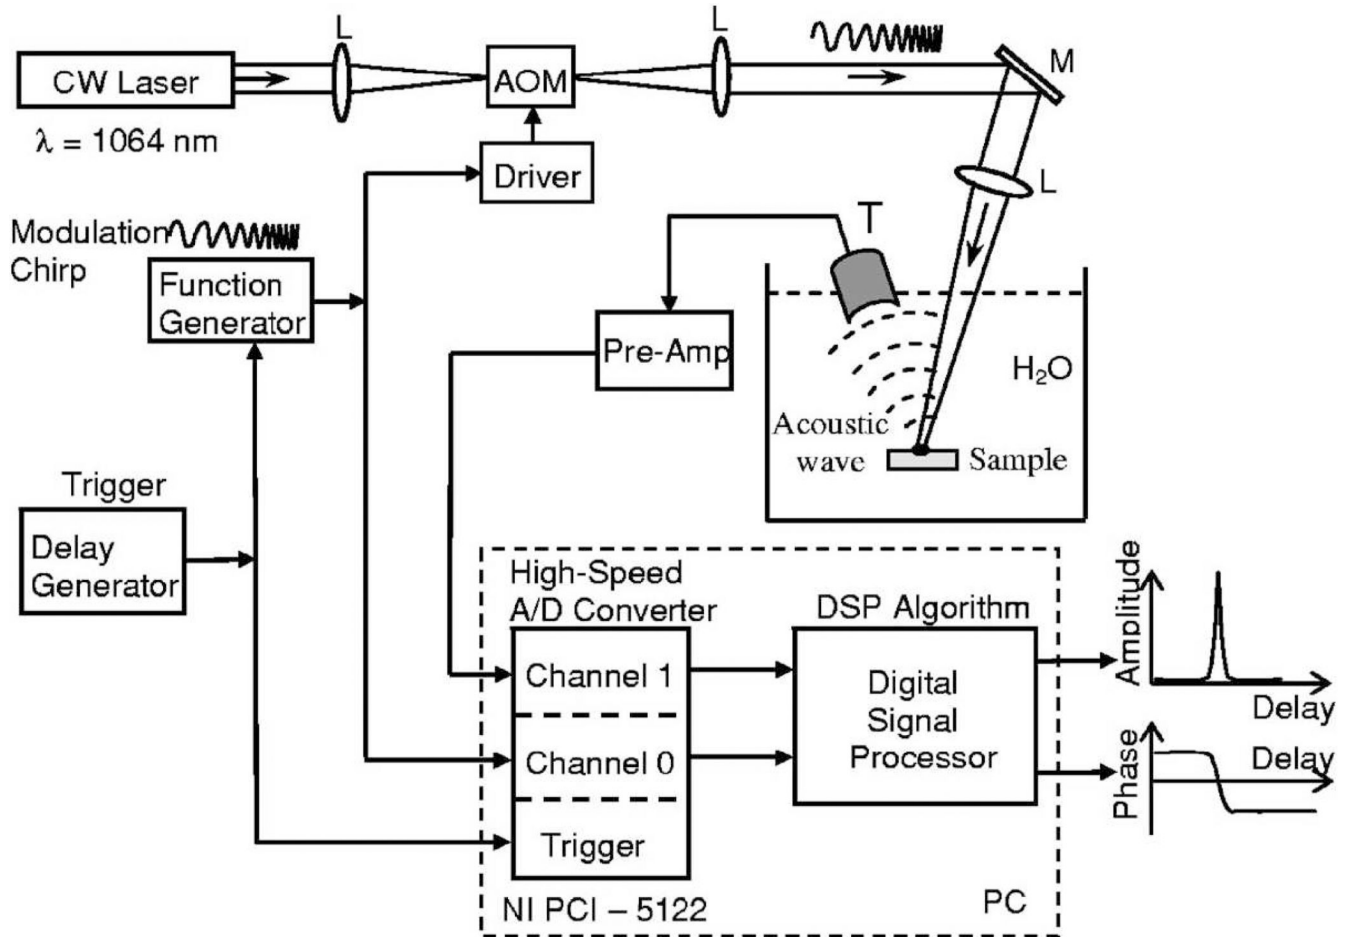 L
L
M
CW Laser
AOM
λ = 1064 nm
Driver
L
T
Modulation
Chirp
Function
Generator
Pre-Amp
H₂O
Acoustic
wave
Sample
Trigger
Delay
Generator
High-Speed
A/D Converter
DSP Algorithm
Channel 1
Channel 0
Trigger
Digital
Signal
Processor
Amplitude
Delay
Phase
Delay
NI PCI – 5122
PC